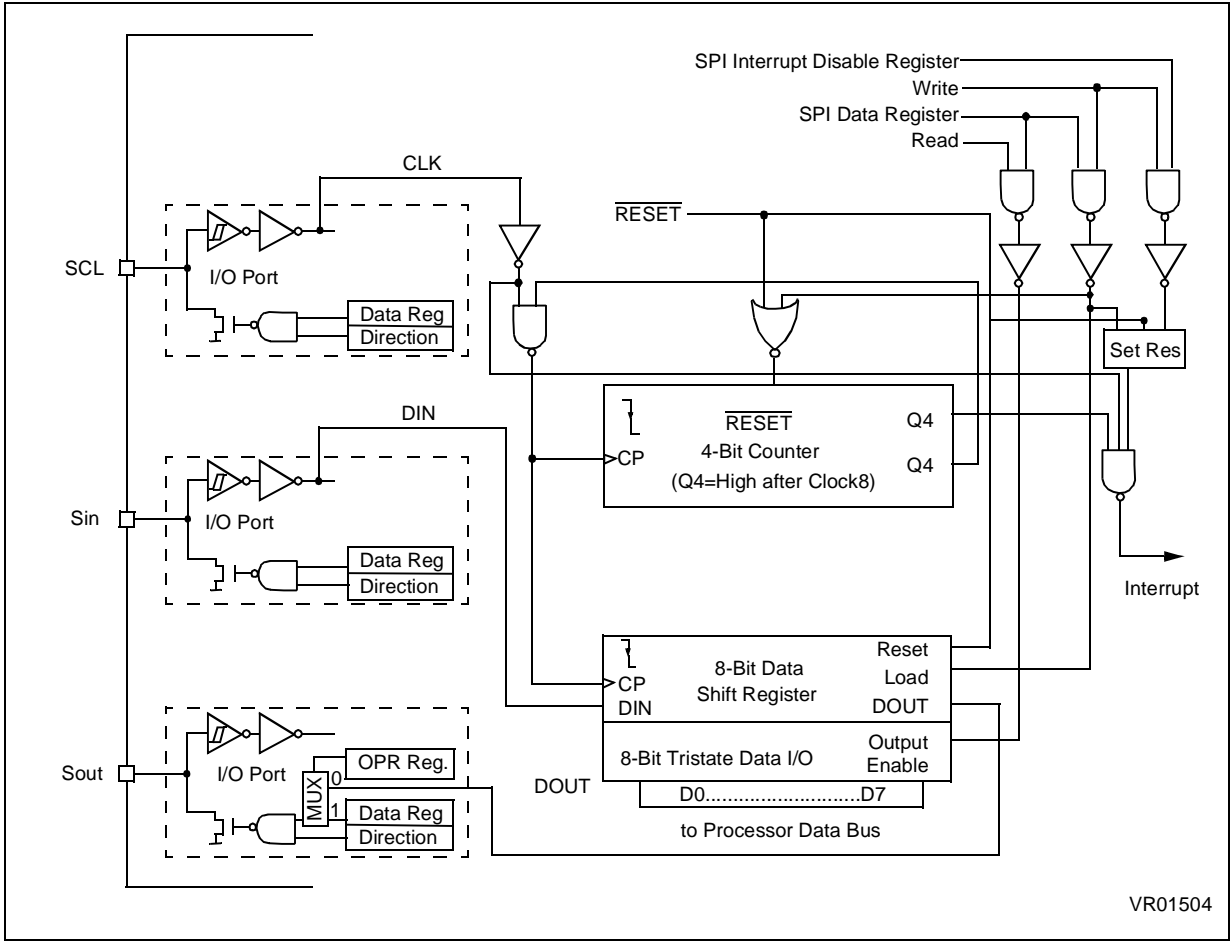 SPI Interrupt Disable Register
Write
SPI Data Register
Read
CLK
RESET
SCL
I/O Port
Data Reg
Direction
Set Res
DIN
RESET
4-Bit Counter
(Q4=High after Clock8)
CP
Q4
Q4
Sin
I/O Port
Data Reg
Direction
Interrupt
8-Bit Data
Shift Register
CP
DIN
Reset
Load
DOUT
8-Bit Tristate Data I/O
Output
Enable
Sout
I/O Port
OPR Reg.
MUX
0
1
Data Reg
Direction
DOUT
D0...........................D7
to Processor Data Bus
VR01504